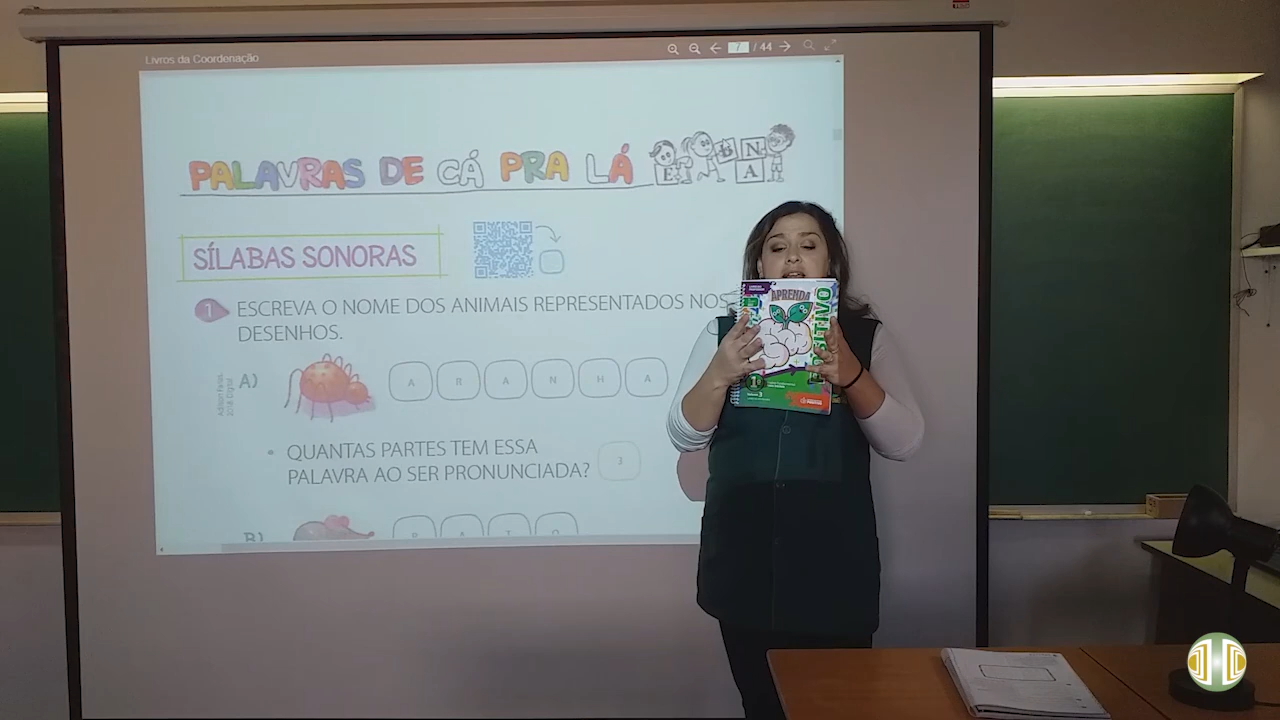 Livros da Coordenação
7 / 44
PALAVRAS DE CÁ PRA LÁ
E N A
SÍLABAS SONORAS
1 ESCREVA O NOME DOS ANIMAIS REPRESENTADOS NOS
DESENHOS.
A) A R A N H A
QUANTAS PARTES TEM ESSA
PALAVRA AO SER PRONUNCIADA? 3
B) R A T O
APRENDA
POSITIVO